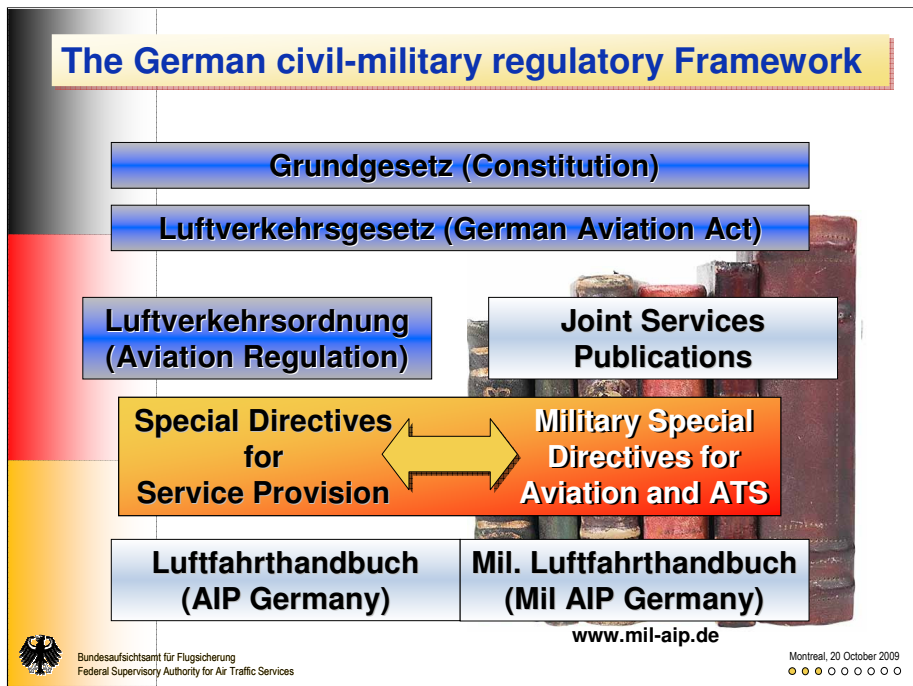 The German civil-military regulatory Framework
Grundgesetz (Constitution)
Luftverkehrsgesetz (German Aviation Act)
Luftverkehrsordnung
(Aviation Regulation)
Joint Services
Publications
Special Directives
for
Service Provision
Military Special
Directives for
Aviation and ATS
Luftfahrthandbuch
(AIP Germany)
Mil. Luftfahrthandbuch
(Mil AIP Germany)
www.mil-aip.de
Bundesaufsichtsamt für Flugsicherung
Federal Supervisory Authority for Air Traffic Services
Montreal, 20 October 2009